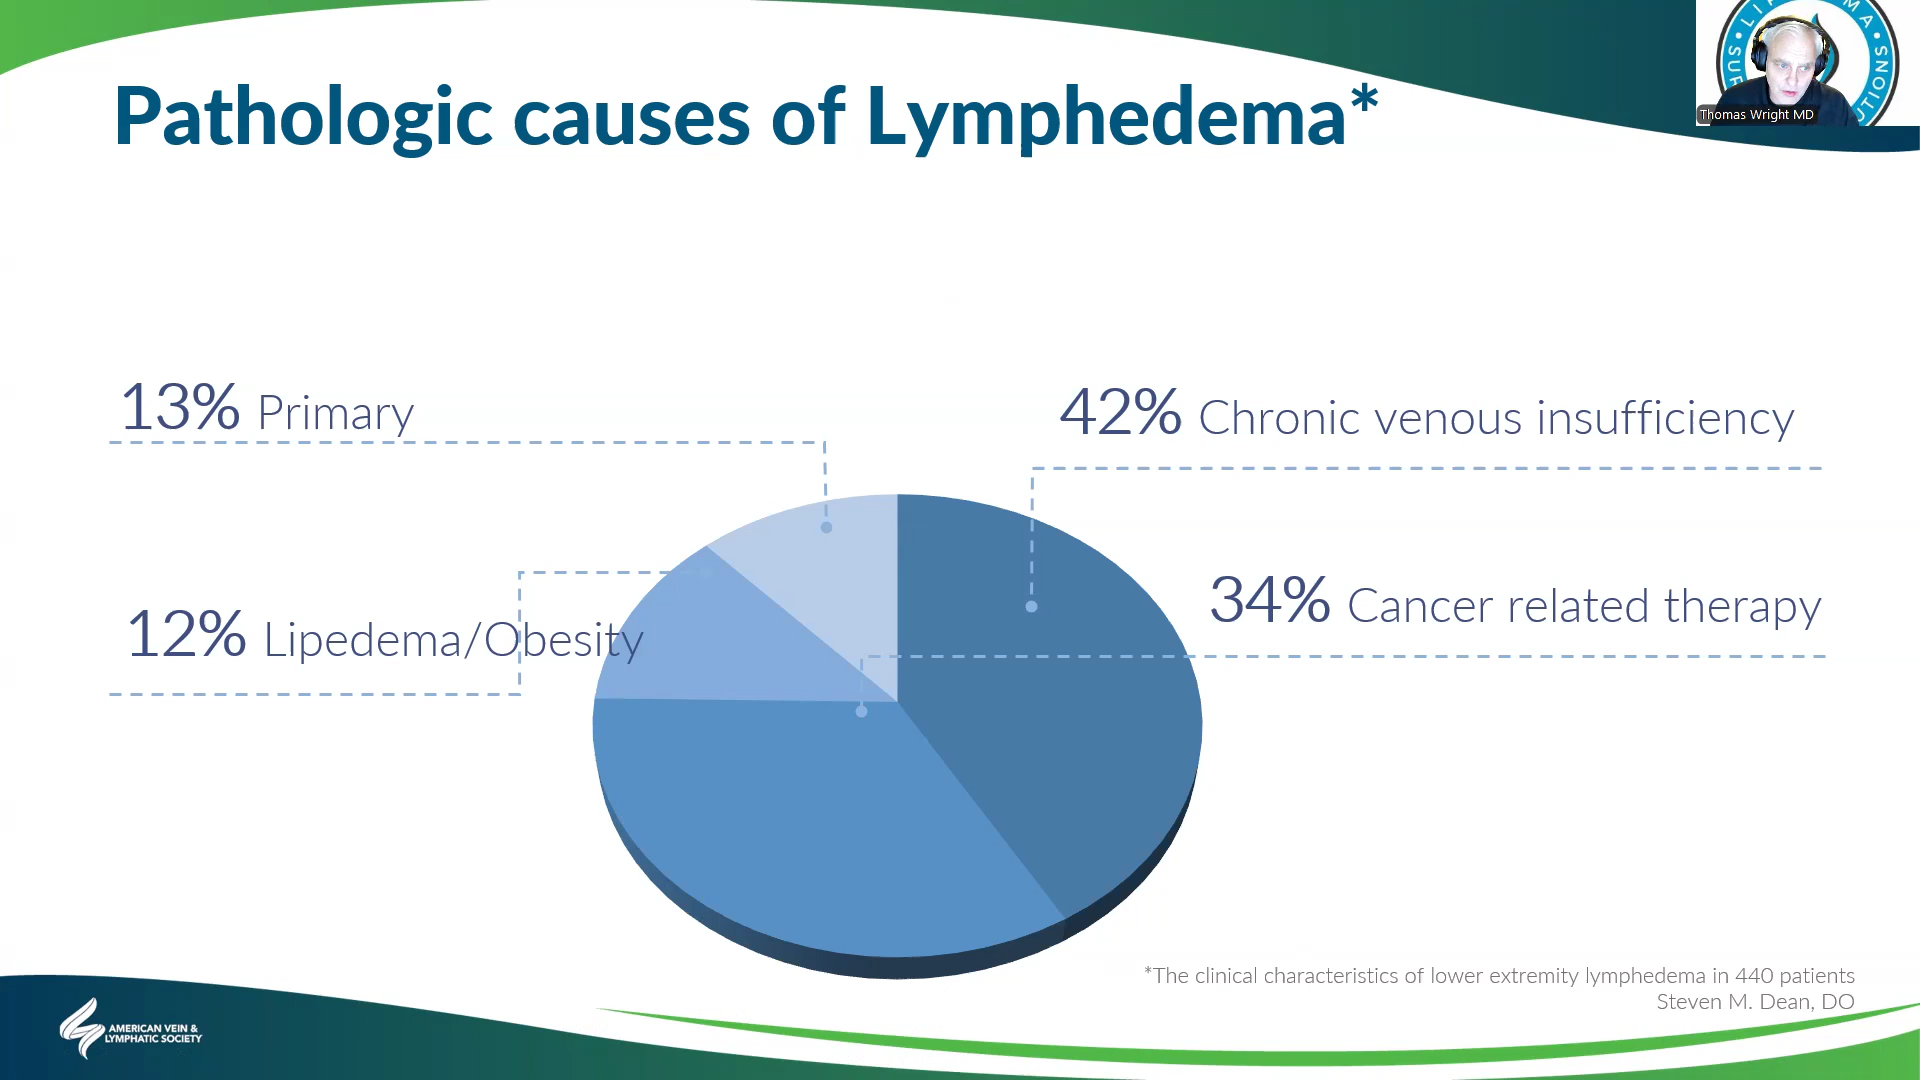 Pathologic causes of Lymphedema*
Thomas Wright MD
13% Primary
42% Chronic venous insufficiency
12% Lipedema/Obesity
34% Cancer related therapy
*The clinical characteristics of lower extremity lymphedema in 440 patients
Steven M. Dean, DO
AMERICAN VEIN &
LYMPHATIC SOCIETY